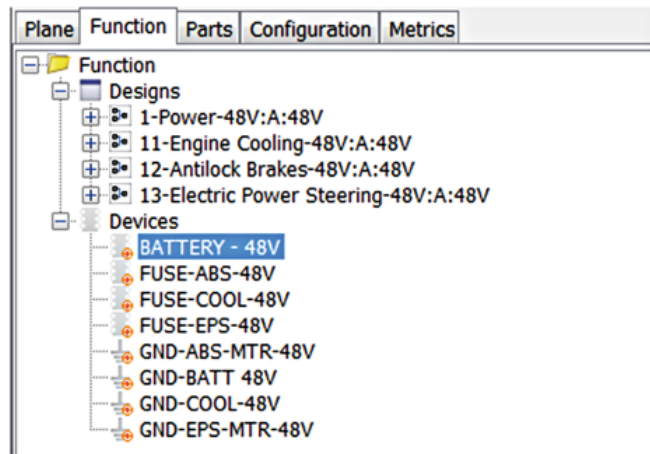 Plane Function Parts Configuration Metrics
Function
Designs
1-Power-48V:A:48V
11-Engine Cooling-48V:A:48V
12-Antilock Brakes-48V:A:48V
13-Electric Power Steering-48V:A:48V
Devices
BATTERY - 48V
FUSE-ABS-48V
FUSE-COOL-48V
FUSE-EPS-48V
GND-ABS-MTR-48V
GND-BATT 48V
GND-COOL-48V
GND-EPS-MTR-48V